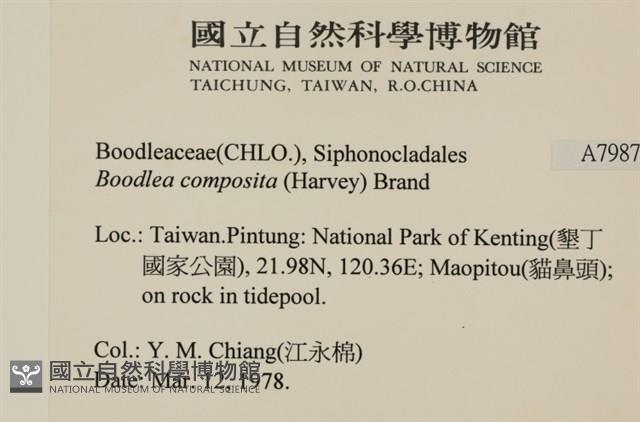 國立自然科學博物館
NATIONAL MUSEUM OF NATURAL SCIENCE
TAICHUNG, TAIWAN, R.O.CHINA
Boodleaceae(CHLO.), Siphonocladales
A7987
Boodlea composita (Harvey) Brand
Loc.: Taiwan.Pintung: National Park of Kenting(墾丁
國家公園), 21.98N, 120.36E; Maopitou(貓鼻頭);
on rock in tidepool.
Col.: Y. M. Chiang(江永棉)
Date: Mar. 12, 1978.
國立自然科學博物館
NATIONAL MUSEUM OF NATURAL SCIENCE